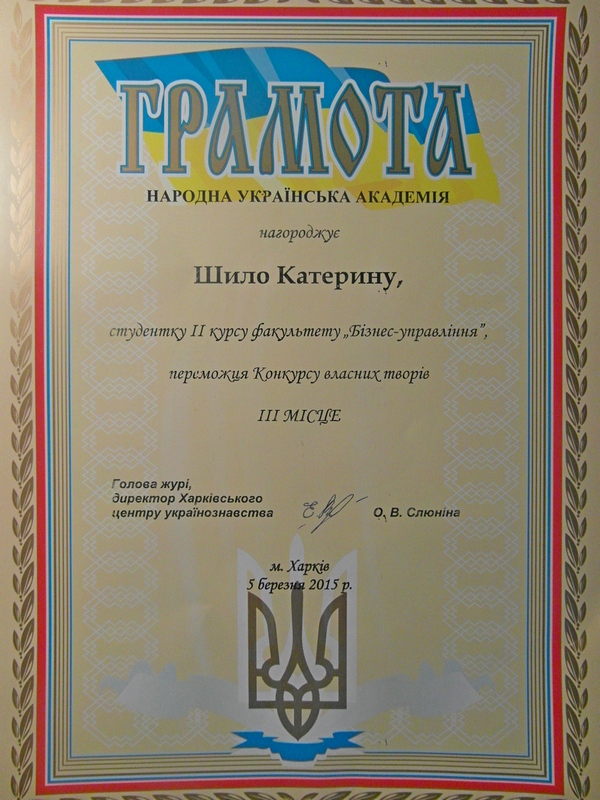 ГРАМОТА
НАРОДНА УКРАЇНСЬКА АКАДЕМІЯ
нагороджує
Шило Катерину,
студентку II курсу факультету „Бізнес-управління”,
переможця Конкурсу власних творів
III МІСЦЕ
Голова журі,
директор Харківського
центру українознавства О. В. Слюніна
м. Харків
5 березня 2015 р.